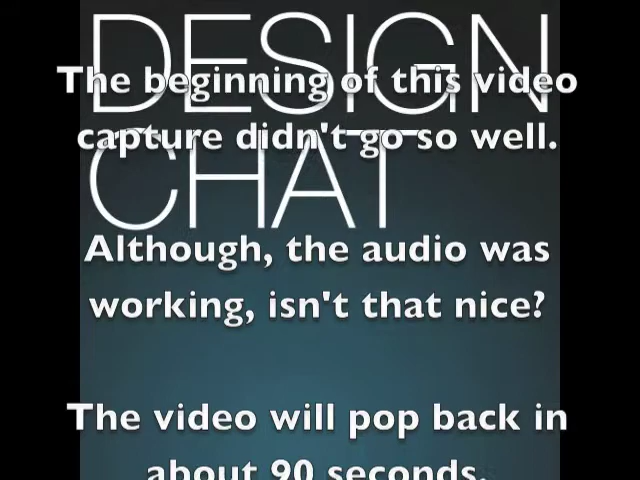 DESIGN
CHAT
The beginning of this video
capture didn't go so well.
Although, the audio was
working, isn't that nice?
The video will pop back in
about 90 seconds.